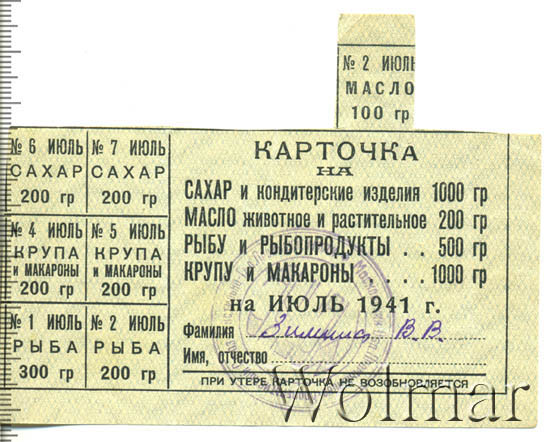 № 2 ИЮЛЬ
МАСЛО
100 гр
№ 6 ИЮЛЬ
САХАР
200 гр
№ 7 ИЮЛЬ
САХАР
200 гр
№ 4 ИЮЛЬ
КРУПА
и МАКАРОНЫ
200 гр
№ 5 ИЮЛЬ
КРУПА
и МАКАРОНЫ
200 гр
№ 1 ИЮЛЬ
РЫБА
300 гр
№ 2 ИЮЛЬ
РЫБА
200 гр
КАРТОЧКА
НА
САХАР и кондитерские изделия 1000 гр
МАСЛО животное и растительное 200 гр
РЫБУ и РЫБОПРОДУКТЫ . . 500 гр
КРУПУ и МАКАРОНЫ . . . . 1000 гр
на ИЮЛЬ 1941 г.
Фамилия В.В.
Имя, отчество
ПРИ УТЕРЕ КАРТОЧКА НЕ ВОЗОБНОВЛЯЕТСЯ
Wolmar